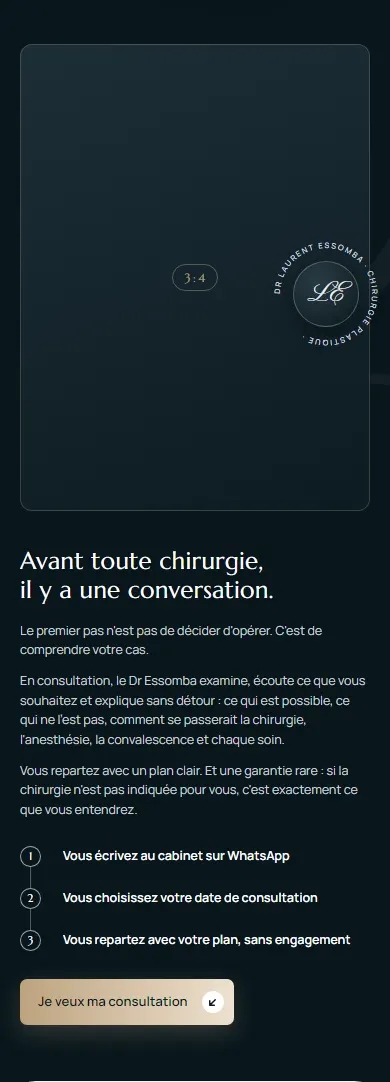 3:4
DR LAURENT ESSOMBA · CHIRURGIE PLASTIQUE ·
LE
Avant toute chirurgie,
il y a une conversation.
Le premier pas n'est pas de décider d'opérer. C'est de
comprendre votre cas.
En consultation, le Dr Essomba examine, écoute ce que vous
souhaitez et explique sans détour : ce qui est possible, ce
qui ne l'est pas, comment se passerait la chirurgie,
l'anesthésie, la convalescence et chaque soin.
Vous repartez avec un plan clair. Et une garantie rare : si la
chirurgie n'est pas indiquée pour vous, c'est exactement ce
que vous entendrez.
1 Vous écrivez au cabinet sur WhatsApp
2 Vous choisissez votre date de consultation
3 Vous repartez avec votre plan, sans engagement
Je veux ma consultation